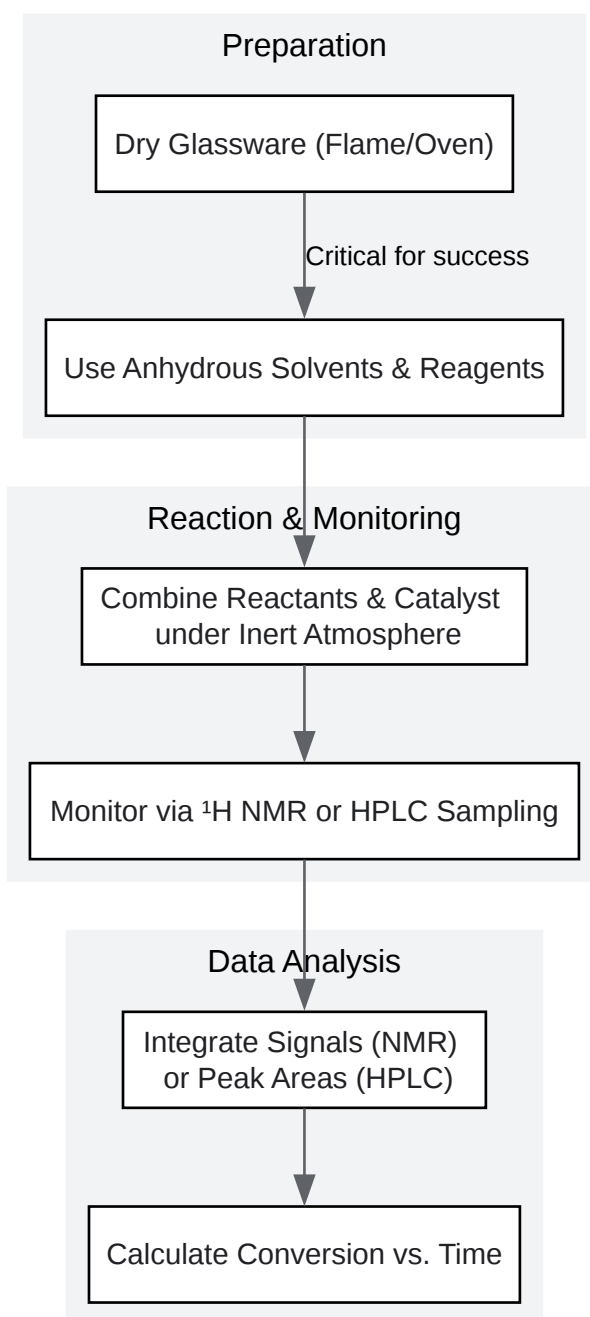 Preparation
Dry Glassware (Flame/Oven)
Critical for success
Use Anhydrous Solvents & Reagents
Reaction & Monitoring
Combine Reactants & Catalyst
under Inert Atmosphere
Monitor via ¹H NMR or HPLC Sampling
Data Analysis
Integrate Signals (NMR)
or Peak Areas (HPLC)
Calculate Conversion vs. Time